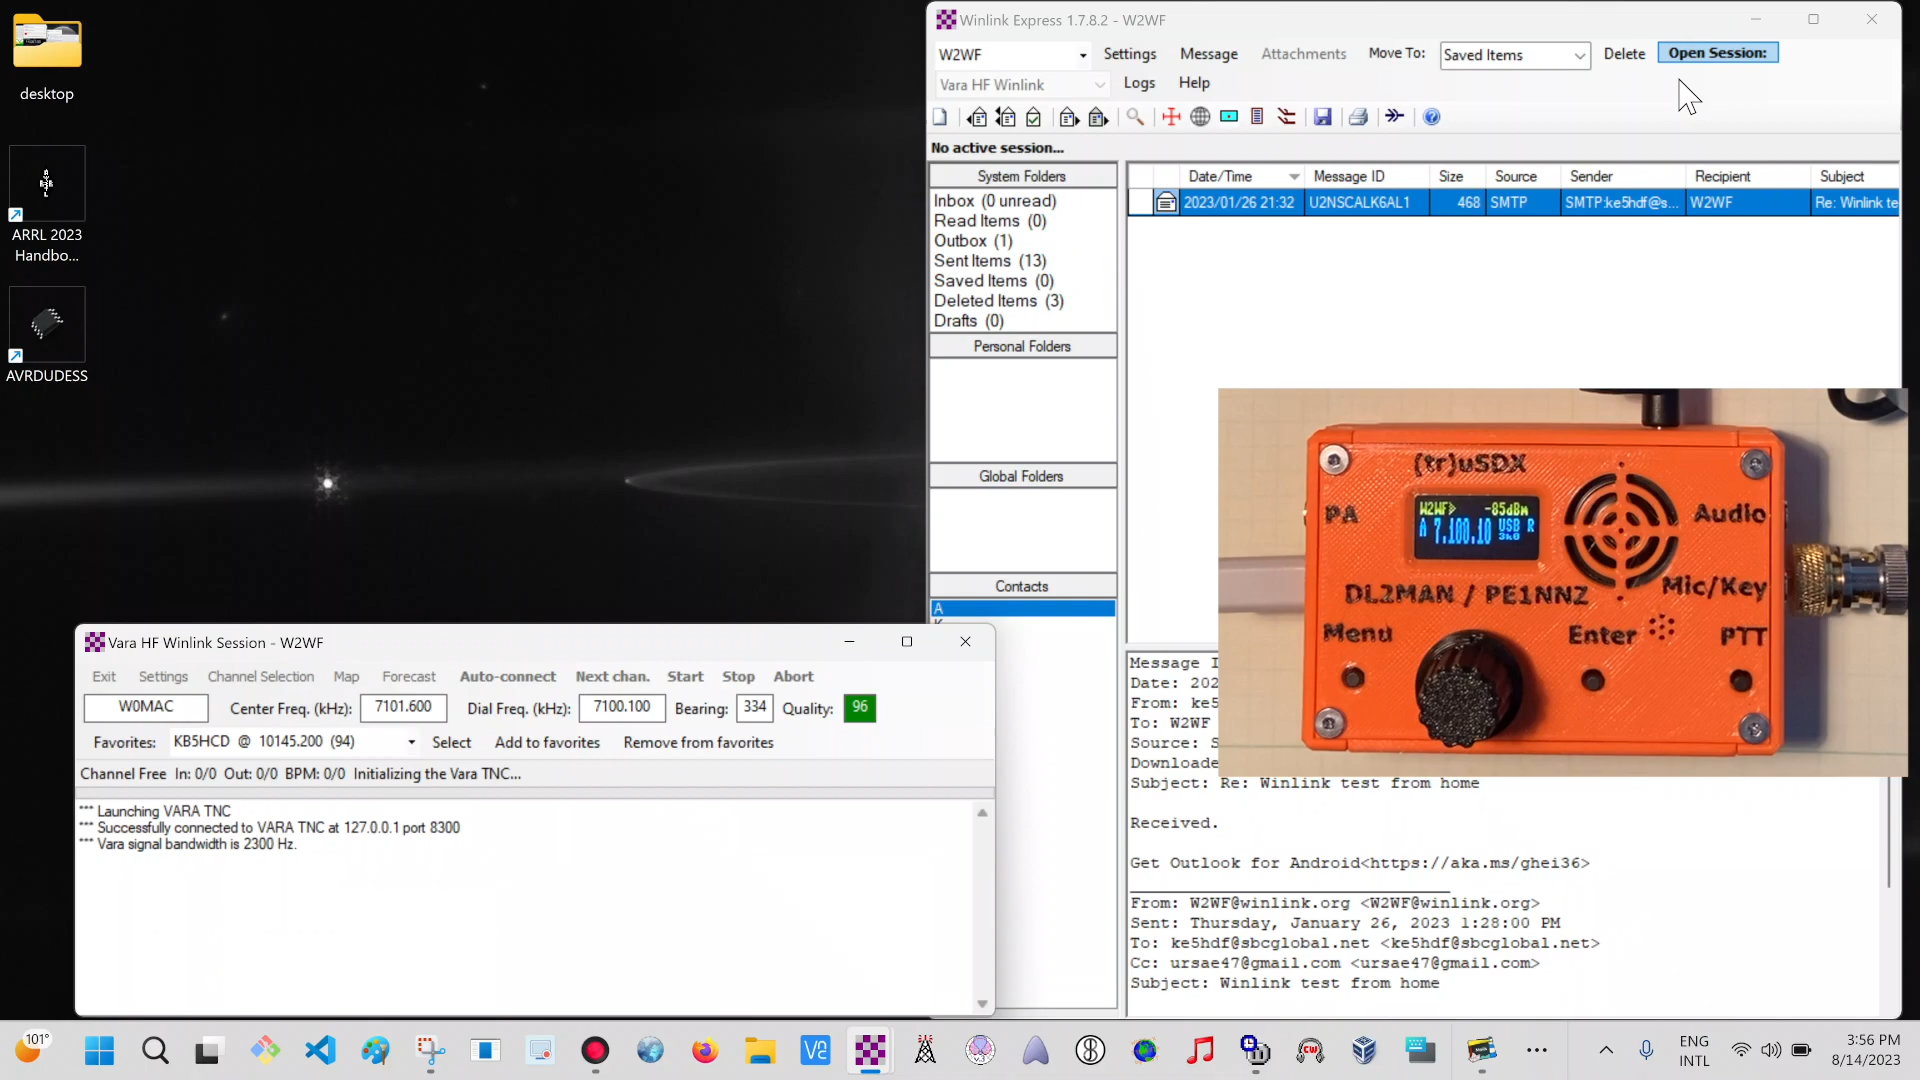 desktop
ARRL 2023
Handbo...
AVRDUDESS
Winlink Express 1.7.8.2 - W2WF
W2WF Settings Message Attachments Move To: Saved Items Delete Open Session:
Vara HF Winlink Logs Help
No active session...
System Folders
Inbox (0 unread)
Read Items (0)
Outbox (1)
Sent Items (13)
Saved Items (0)
Deleted Items (3)
Drafts (0)
Personal Folders
Global Folders
Contacts
A
Date/Time Message ID Size Source Sender Recipient Subject
2023/01/26 21:32 U2NSCALK6AL1 468 SMTP SMTP:ke5hdf@s... W2WF Re: Winlink te
(tr)uSDX
W2WF> -85dBm
A 7.100.10 USB R
3k0
PA
Audio
DL2MAN / PE1NNZ
Mic/Key
Menu
Enter
PTT
Message I
Date: 202
From: ke5
To: W2WF
Source: S
Downloade
Subject: Re: Winlink test from home
Received.
Get Outlook for Android<https://aka.ms/ghei36>
From: W2WF@winlink.org <W2WF@winlink.org>
Sent: Thursday, January 26, 2023 1:28:00 PM
To: ke5hdf@sbcglobal.net <ke5hdf@sbcglobal.net>
Cc: ursae47@gmail.com <ursae47@gmail.com>
Subject: Winlink test from home
Vara HF Winlink Session - W2WF
Exit Settings Channel Selection Map Forecast Auto-connect Next chan. Start Stop Abort
W0MAC Center Freq. (kHz): 7101.600 Dial Freq. (kHz): 7100.100 Bearing: 334 Quality: 96
Favorites: KB5HCD @ 10145.200 (94) Select Add to favorites Remove from favorites
Channel Free In: 0/0 Out: 0/0 BPM: 0/0 Initializing the Vara TNC...
*** Launching VARA TNC
*** Successfully connected to VARA TNC at 127.0.0.1 port 8300
*** Vara signal bandwidth is 2300 Hz.
101°
ENG
INTL
3:56 PM
8/14/2023